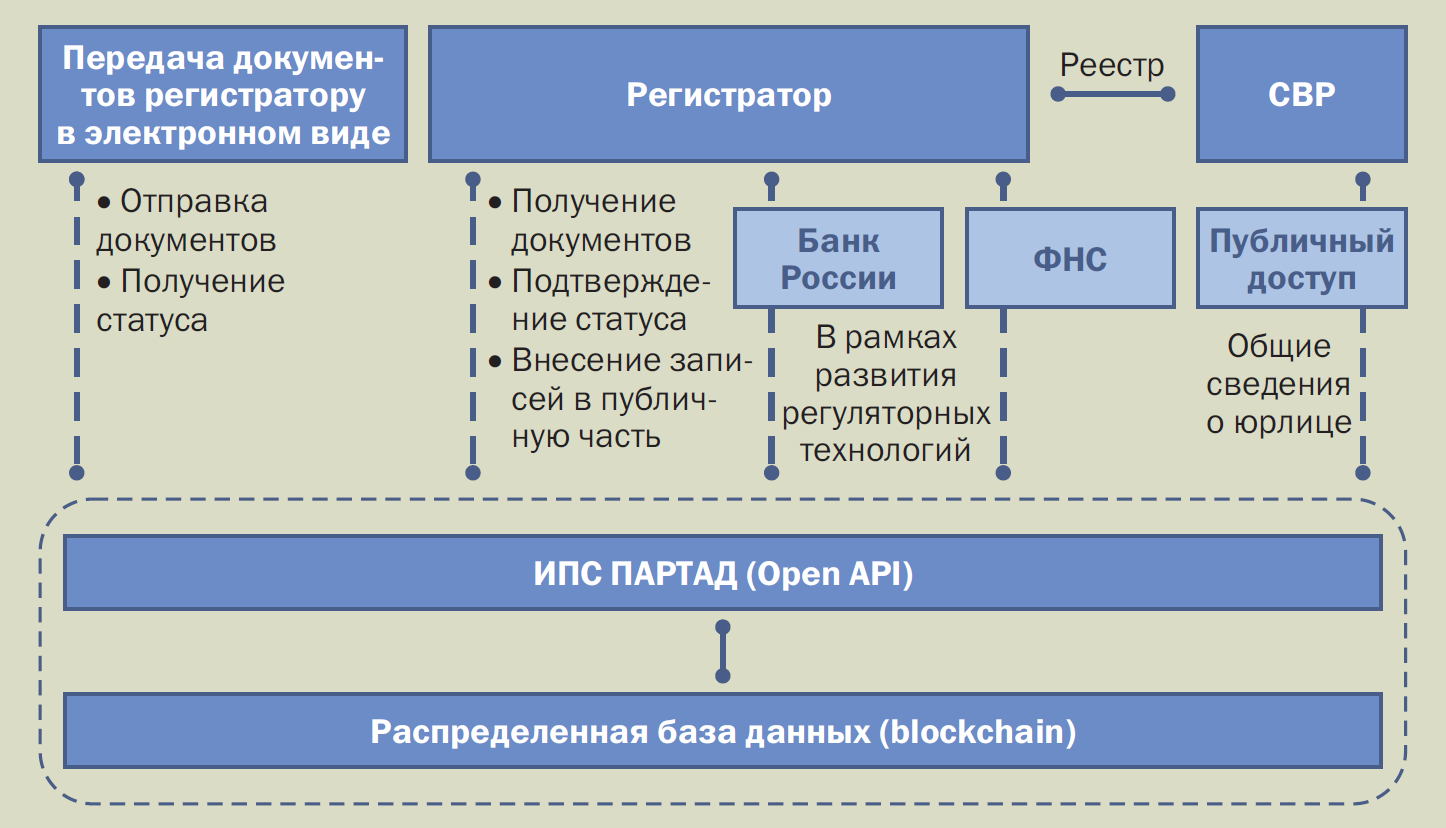 Передача докумен-
тов регистратору
в электронном виде
Регистратор
Реестр
СВР
• Отправка
документов
• Получение
статуса
• Получение
документов
• Подтвержде-
ние статуса
• Внесение запи-
сей в публич-
ную часть
Банк
России
ФНС
В рамках
развития
регуляторных
технологий
Публичный
доступ
Общие
сведения
о юрлице
ИПС ПАРТАД (Open API)
Распределенная база данных (blockchain)